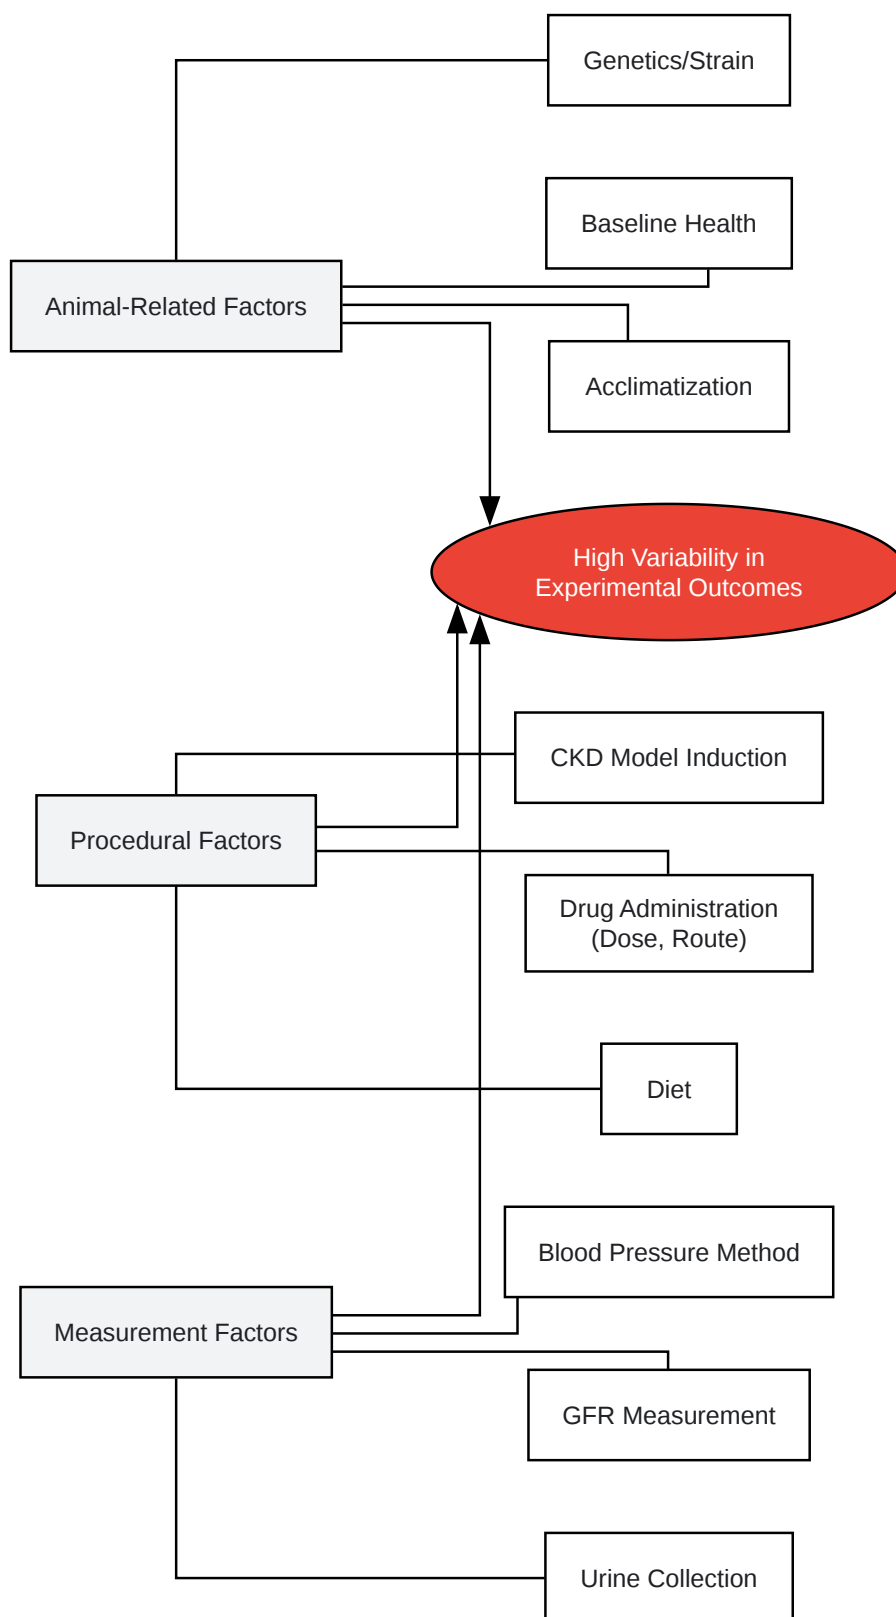 Genetics/Strain
Baseline Health
Animal-Related Factors
Acclimatization
High Variability in
Experimental Outcomes
CKD Model Induction
Procedural Factors
Drug Administration
(Dose, Route)
Diet
Blood Pressure Method
Measurement Factors
GFR Measurement
Urine Collection